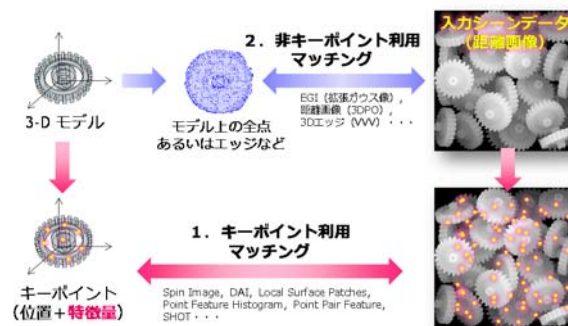 2. 非キーポイント利用
マッチング
入力シーンデータ
(距離画像)
EGI (拡張ガウス像),
距離画像 (3DPO),
3Dエッジ (VVV) ・・・
3-D モデル
モデル上の全点
あるいはエッジなど
1. キーポイント利用
マッチング
Spin Image, DAI, Local Surface Patches,
Point Feature Histogram, Point Pair Feature,
SHOT・・・
キーポイント
(位置+特徴量)